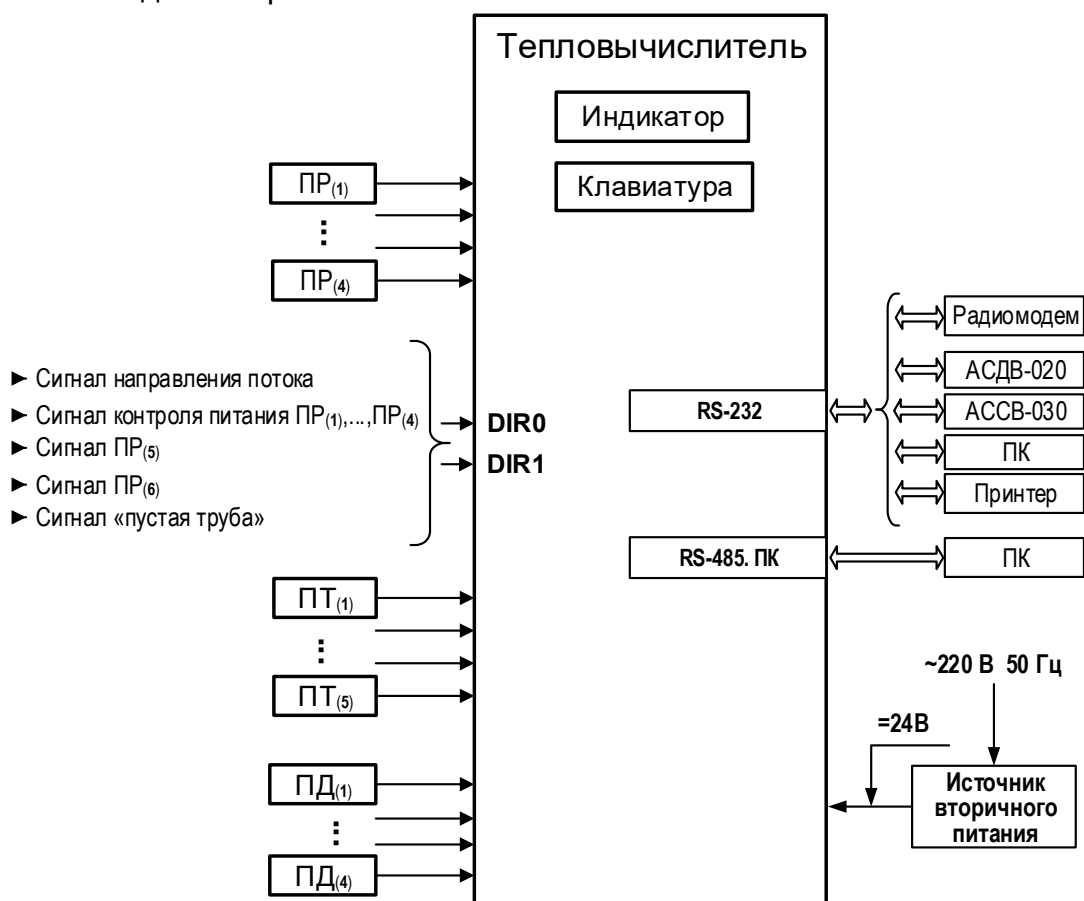 Тепловычислитель
Индикатор
Клавиатура
ПР(1)
ПР(4)
► Сигнал направления потока
► Сигнал контроля питания ПР(1),...,ПР(4)
► Сигнал ПР(5)
► Сигнал ПР(6)
► Сигнал «пустая труба»
DIR0
DIR1
ПТ(1)
ПТ(5)
ПД(1)
ПД(4)
RS-232
RS-485. ПК
Радиомодем
АСДВ-020
АССВ-030
ПК
Принтер
ПК
~220 В 50 Гц
=24В
Источник
вторичного
питания